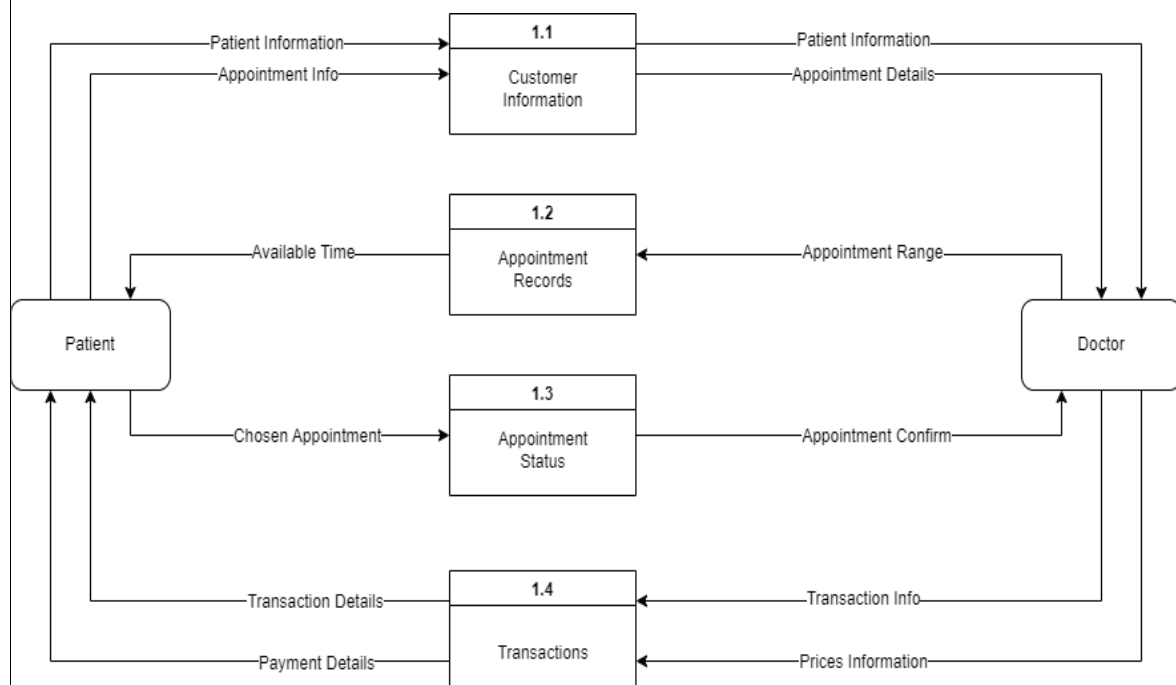 1.1
Patient Information
Patient Information
Appointment Info
Customer
Information
Appointment Details
1.2
Available Time
Appointment
Records
Appointment Range
Patient
Doctor
1.3
Chosen Appointment
Appointment
Status
Appointment Confirm
1.4
Transaction Details
Transaction Info
Transactions
Payment Details
Prices Information